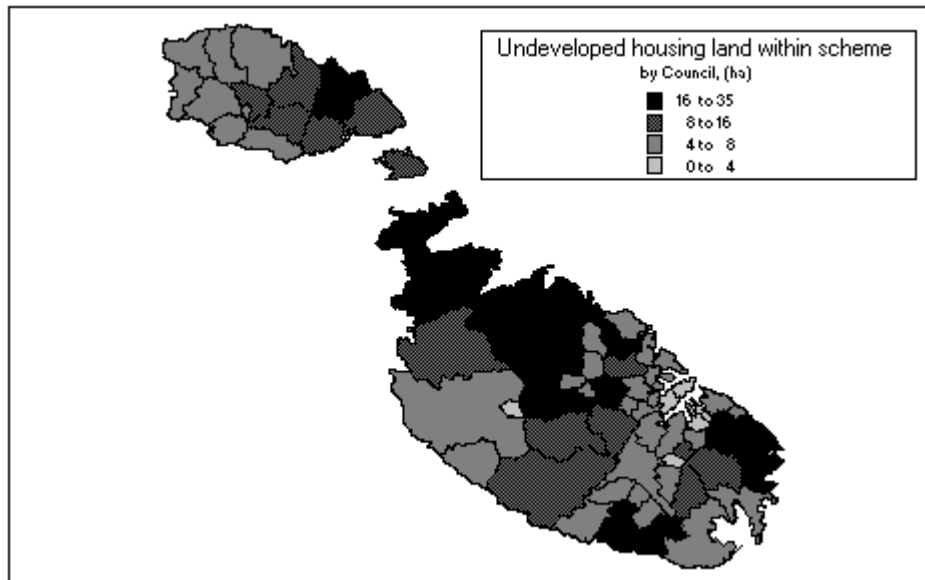 Undeveloped housing land within scheme
by Council, (ha)
16 to 35
8 to 16
4 to 8
0 to 4